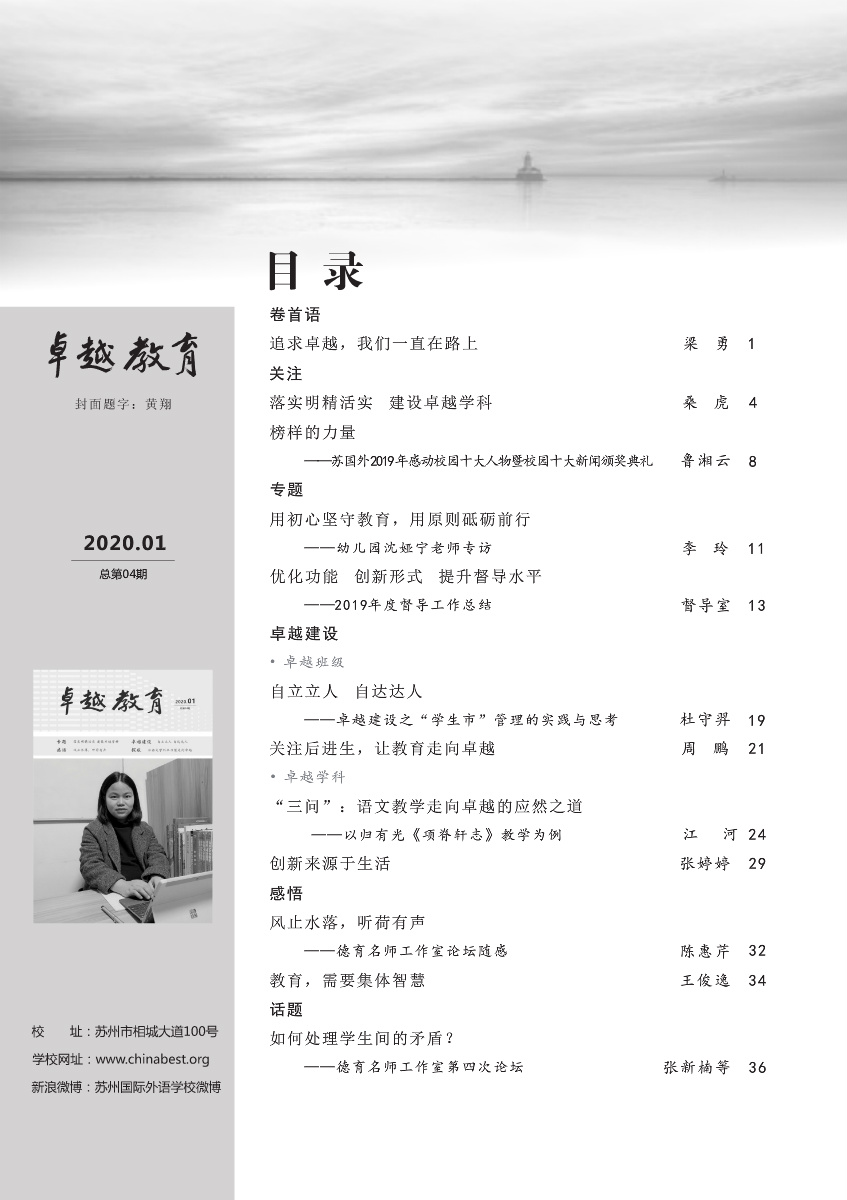 目 录
卓越教育
封面题字：黄翔
2020.01
总第04期
卓越教育
2020.01
校　　址：苏州市相城大道100号
学校网址：www.chinabest.org
新浪微博：苏州国际外语学校微博
卷首语
追求卓越，我们一直在路上 梁　勇 1
关注
落实明精活实　建设卓越学科 桑　虎 4
榜样的力量
——苏国外2019年感动校园十大人物暨校园十大新闻颁奖典礼 鲁湘云 8
专题
用初心坚守教育，用原则砥砺前行
——幼儿园沈娅宁老师专访 李　玲 11
优化功能　创新形式　提升督导水平
——2019年度督导工作总结 督导室 13
卓越建设
• 卓越班级
自立立人　自达达人
——卓越建设之“学生市”管理的实践与思考 杜守羿 19
关注后进生，让教育走向卓越 周　鹏 21
• 卓越学科
“三问”：语文教学走向卓越的应然之道
——以归有光《项脊轩志》教学为例 江　河 24
创新来源于生活 张婷婷 29
感悟
风止水落，听荷有声
——德育名师工作室论坛随感 陈惠芹 32
教育，需要集体智慧 王俊逸 34
话题
如何处理学生间的矛盾？
——德育名师工作室第四次论坛 张新楠等 36